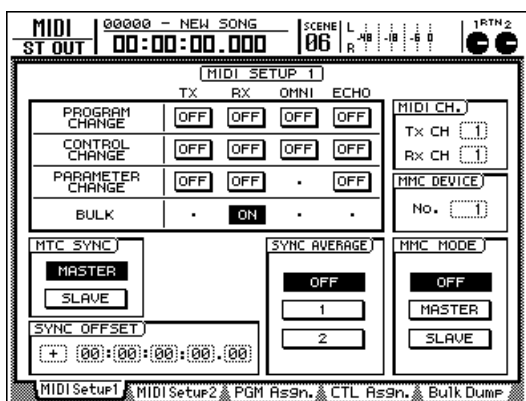 MIDI
ST OUT
00000 - NEW SONG
00:00:00.000
SCENE
06
L
R
-48 -18 -6 0
1 RTN 2
MIDI SETUP 1
TX RX OMNI ECHO
PROGRAM CHANGE OFF OFF OFF OFF
CONTROL CHANGE OFF OFF OFF OFF
PARAMETER CHANGE OFF OFF · OFF
BULK · ON · ·
MIDI CH.
Tx CH 1
Rx CH 1
MMC DEVICE
No. 1
MTC SYNC
MASTER
SLAVE
SYNC AVERAGE
OFF
1
2
MMC MODE
OFF
MASTER
SLAVE
SYNC OFFSET
+ 00:00:00:00.00
MIDISetup1 MIDISetup2 PGM Asgn. CTL Asgn. Bulk Dump